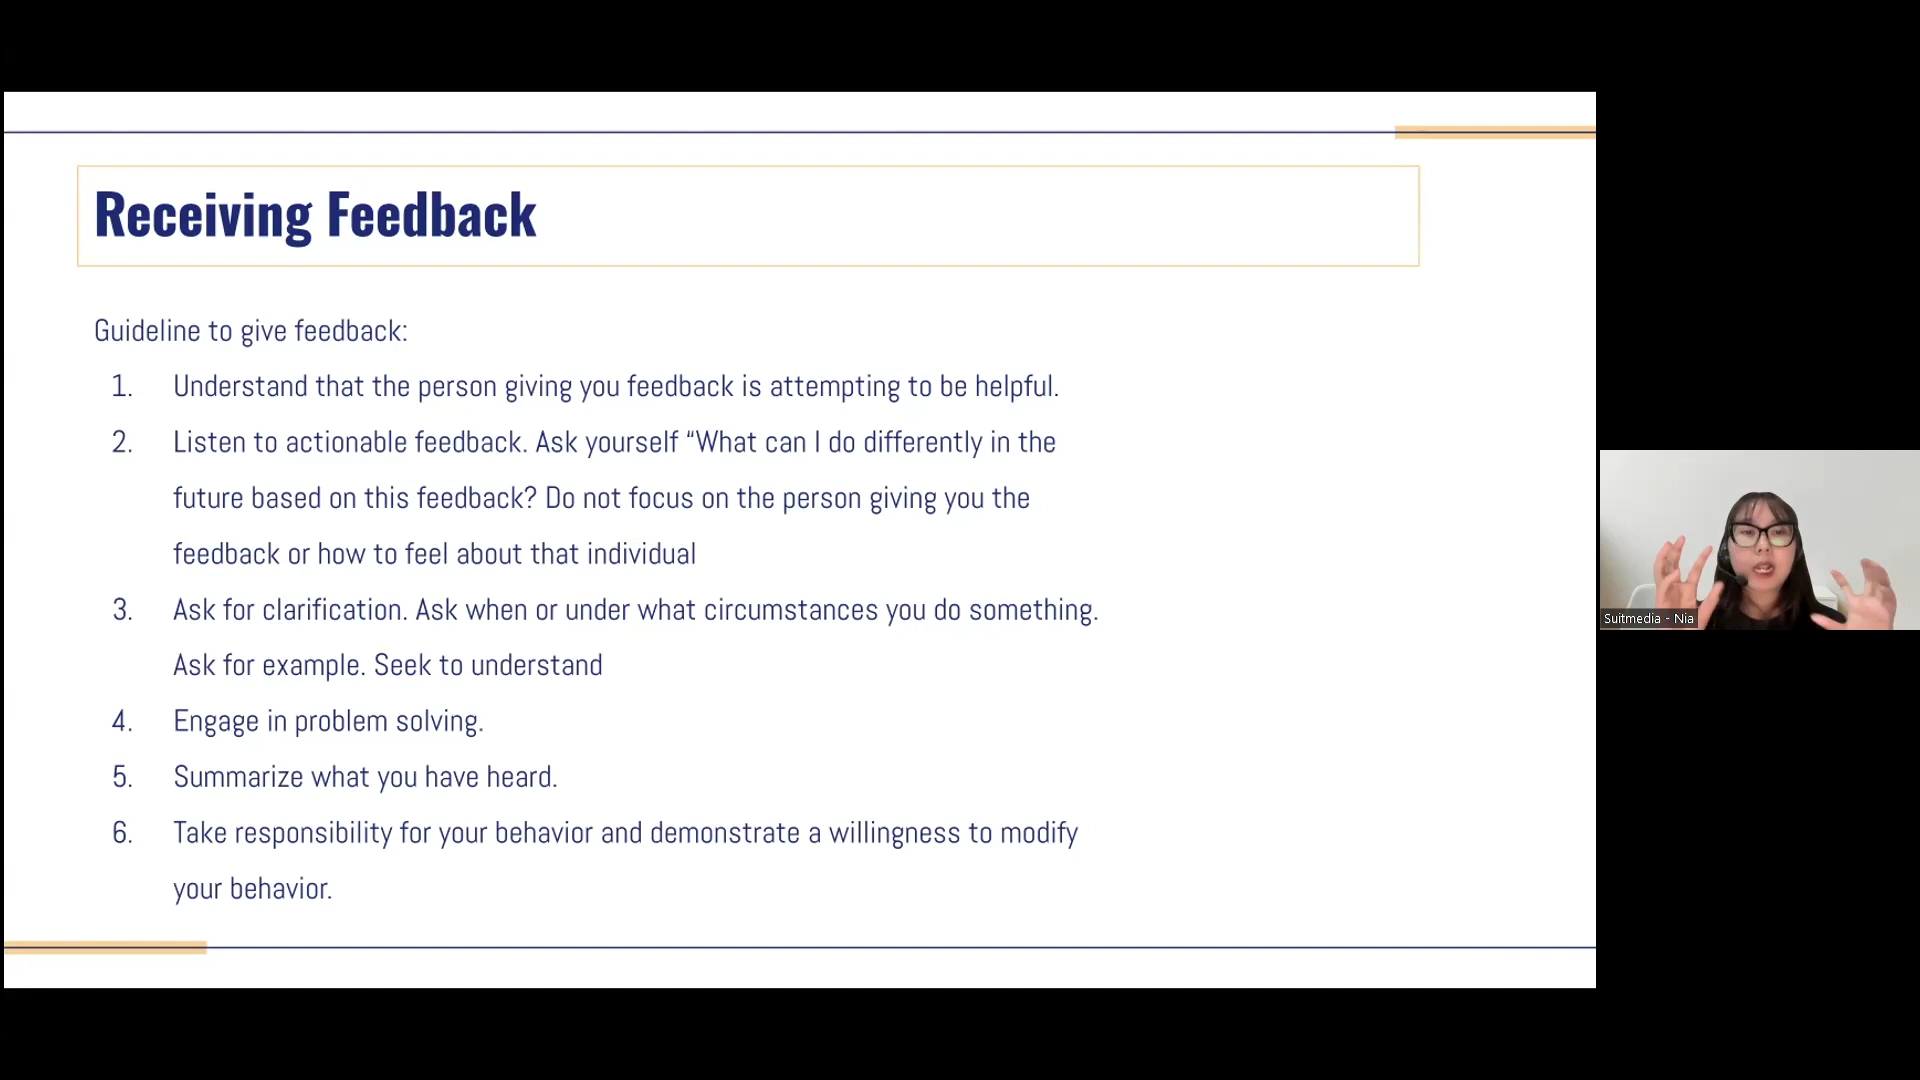 Receiving Feedback
Guideline to give feedback:
1. Understand that the person giving you feedback is attempting to be helpful.
2. Listen to actionable feedback. Ask yourself “What can I do differently in the
future based on this feedback? Do not focus on the person giving you the
feedback or how to feel about that individual
3. Ask for clarification. Ask when or under what circumstances you do something.
Ask for example. Seek to understand
4. Engage in problem solving.
5. Summarize what you have heard.
6. Take responsibility for your behavior and demonstrate a willingness to modify
your behavior.
Suitmedia - Nia